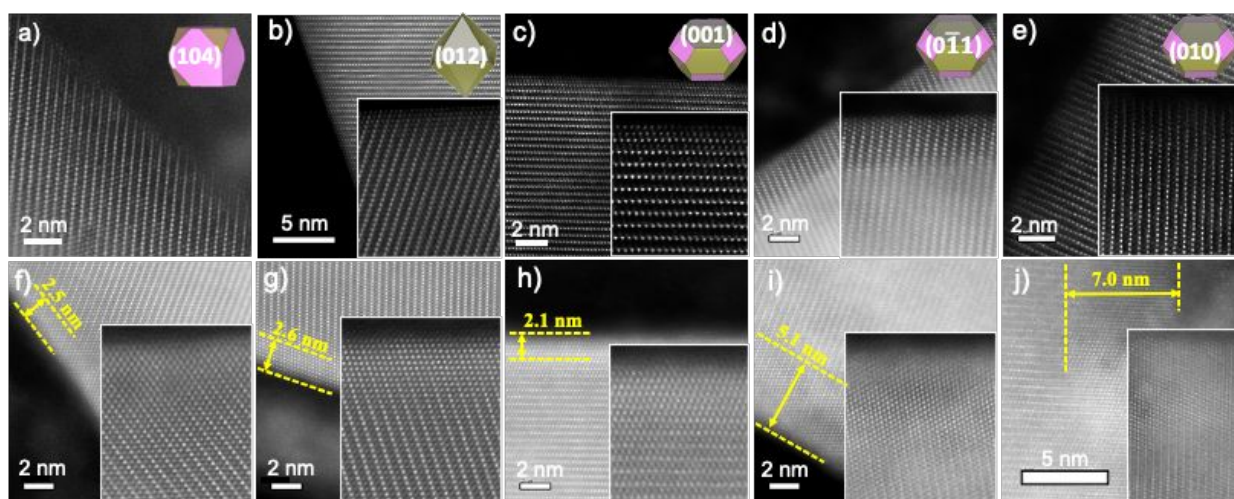 a)
(104)
2 nm
b)
(012)
5 nm
c)
(001)
2 nm
d)
(01̅1)
2 nm
e)
(010)
2 nm
f)
2.5 nm
2 nm
g)
2.6 nm
2 nm
h)
2.1 nm
2 nm
i)
5.1 nm
2 nm
j)
7.0 nm
5 nm